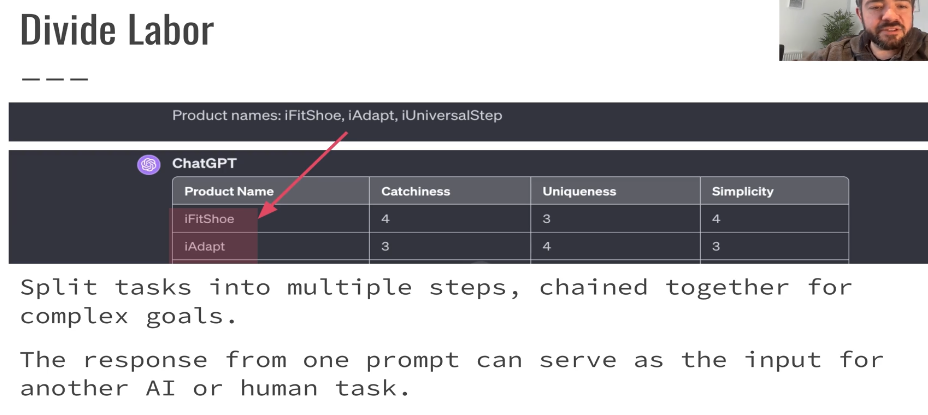 Divide Labor
Product names: iFitShoe, iAdapt, iUniversalStep
ChatGPT
Product Name Catchiness Uniqueness Simplicity
iFitShoe 4 3 4
iAdapt 3 4 3
Split tasks into multiple steps, chained together for
complex goals.
The response from one prompt can serve as the input for
another AI or human task.